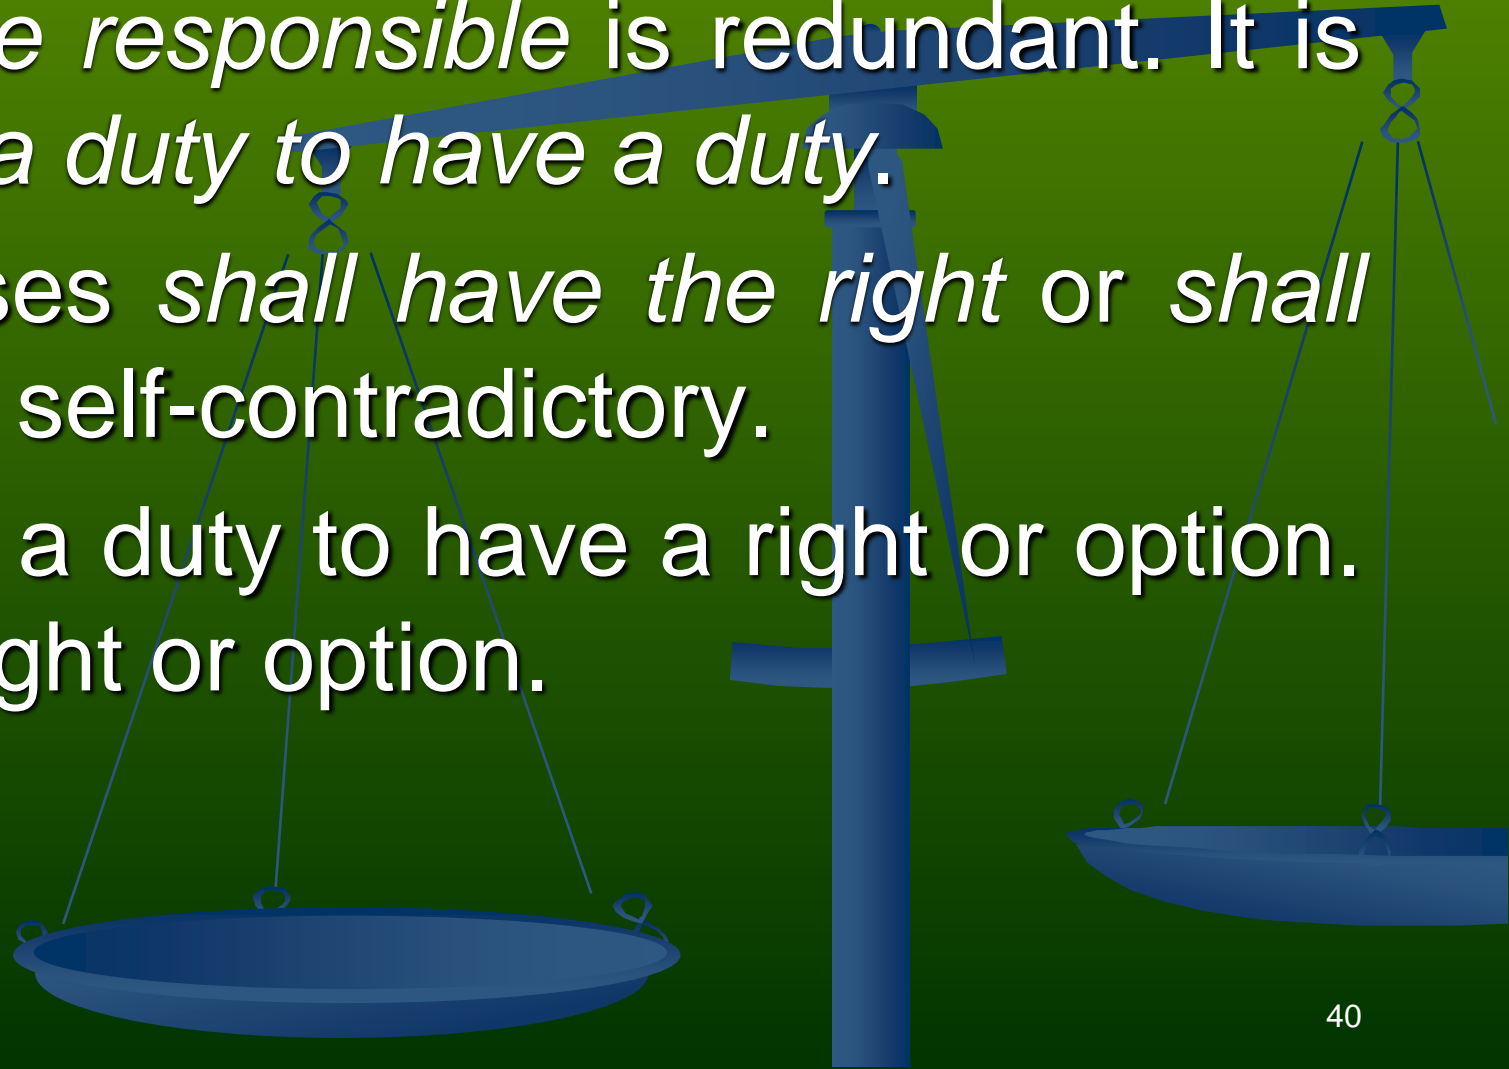 e responsible is redundant. It is
a duty to have a duty.
ses shall have the right or shall
self-contradictory.
a duty to have a right or option.
ght or option.
40